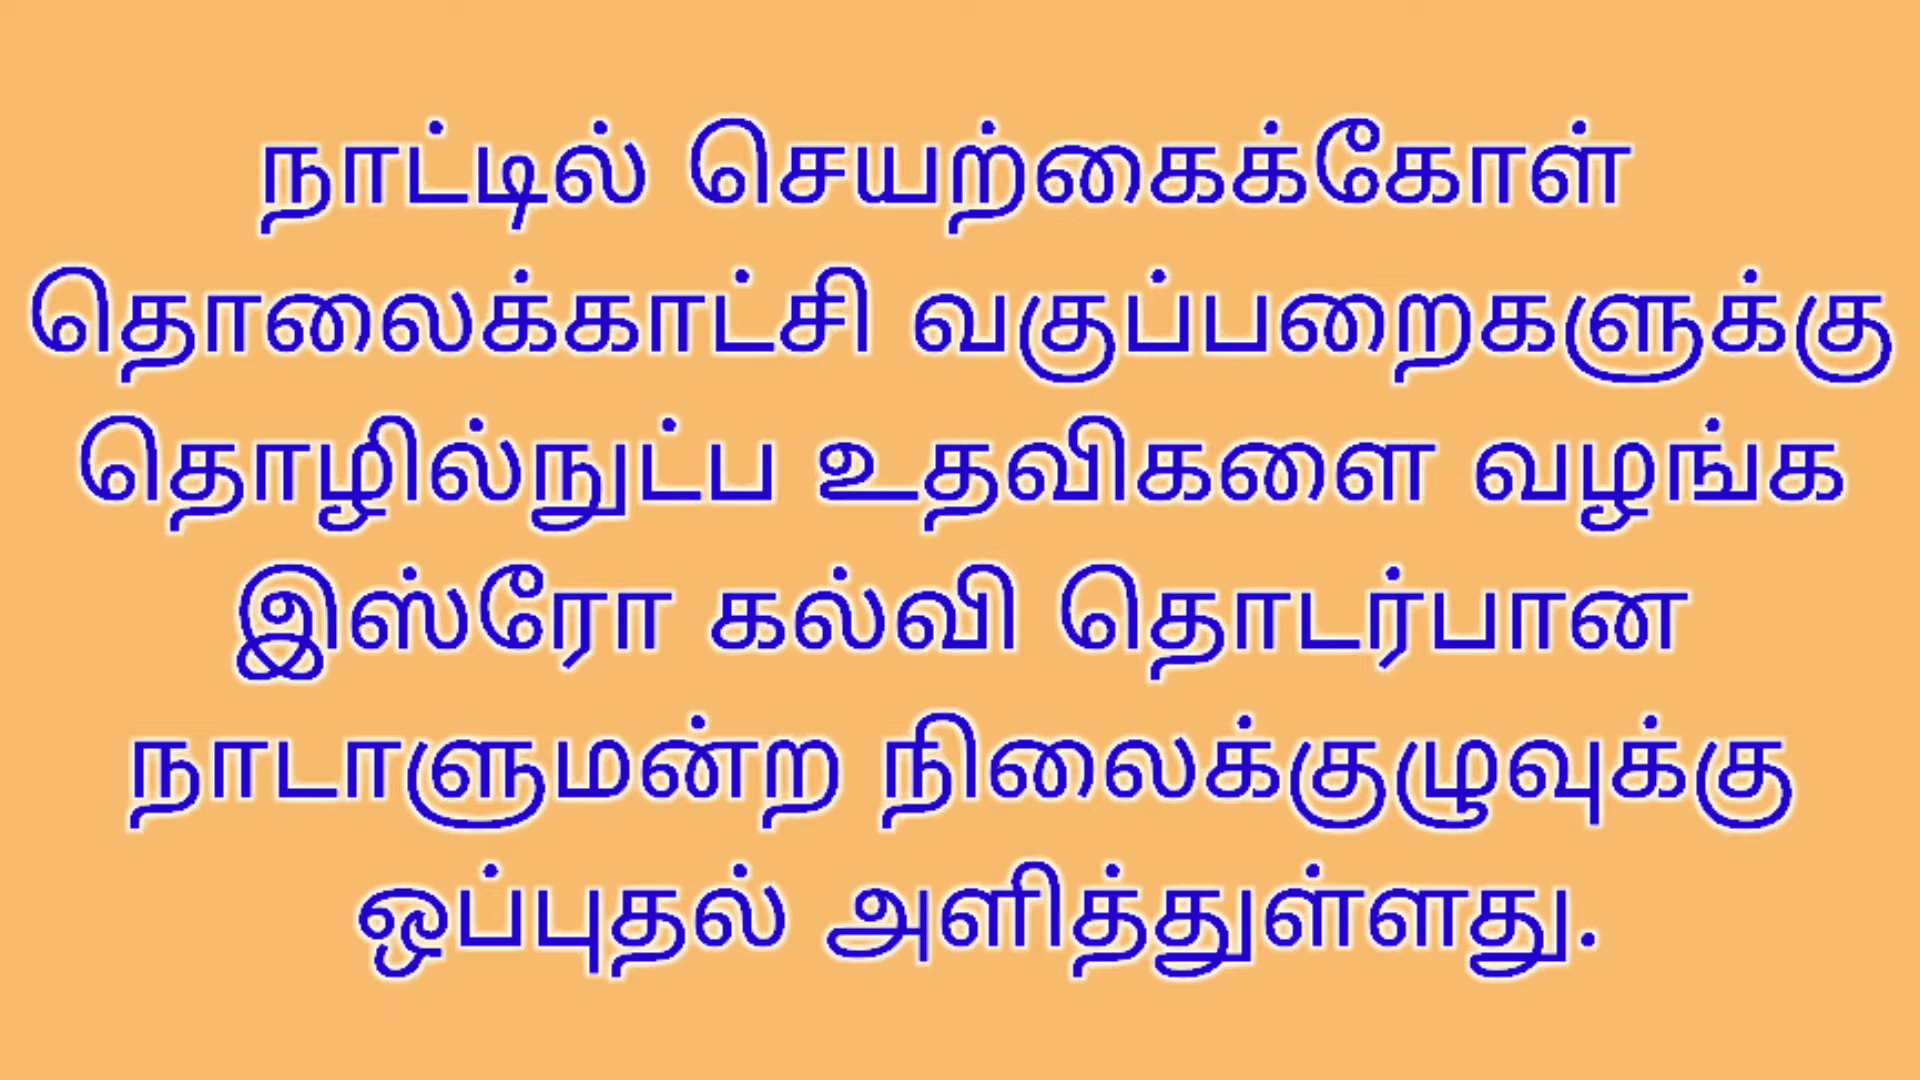 நாட்டில் செயற்கைக்கோள்
தொலைக்காட்சி வகுப்பறைகளுக்கு
தொழில்நுட்ப உதவிகளை வழங்க
இஸ்ரோ கல்வி தொடர்பான
நாடாளுமன்ற நிலைக்குழுவுக்கு
ஒப்புதல் அளித்துள்ளது.